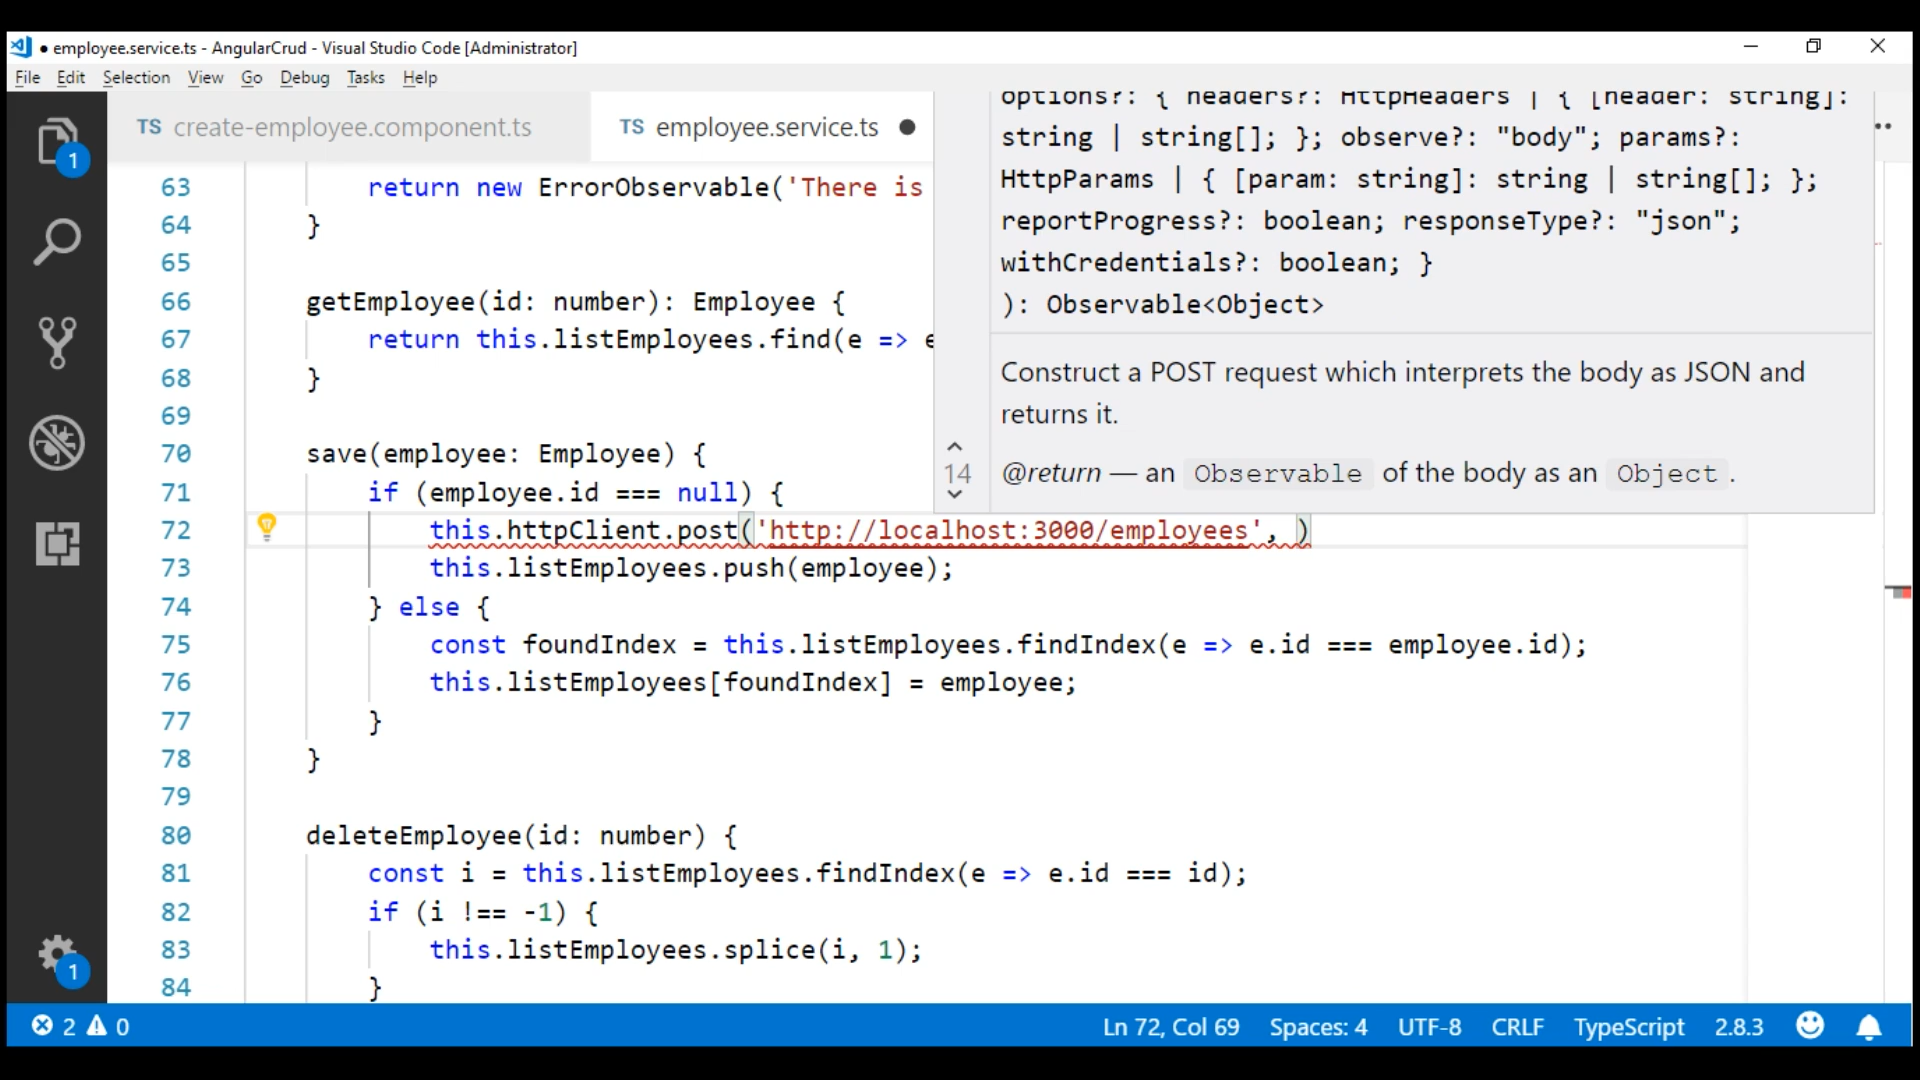 ● employee.service.ts - AngularCrud - Visual Studio Code [Administrator]
File Edit Selection View Go Debug Tasks Help
TS create-employee.component.ts TS employee.service.ts ●
options?: { headers?: HttpHeaders | { [header: string]:
string | string[]; }; observe?: "body"; params?:
HttpParams | { [param: string]: string | string[]; };
reportProgress?: boolean; responseType?: "json";
withCredentials?: boolean; }
): Observable<Object>
Construct a POST request which interprets the body as JSON and
returns it.
14 @return — an Observable of the body as an Object.
63 return new ErrorObservable('There is
64 }
65
66 getEmployee(id: number): Employee {
67 return this.listEmployees.find(e =>
68 }
69
70 save(employee: Employee) {
71 if (employee.id === null) {
72 this.httpClient.post('http://localhost:3000/employees', )
73 this.listEmployees.push(employee);
74 } else {
75 const foundIndex = this.listEmployees.findIndex(e => e.id === employee.id);
76 this.listEmployees[foundIndex] = employee;
77 }
78 }
79
80 deleteEmployee(id: number) {
81 const i = this.listEmployees.findIndex(e => e.id === id);
82 if (i !== -1) {
83 this.listEmployees.splice(i, 1);
84 }
1
1
2 0 Ln 72, Col 69 Spaces: 4 UTF-8 CRLF TypeScript 2.8.3